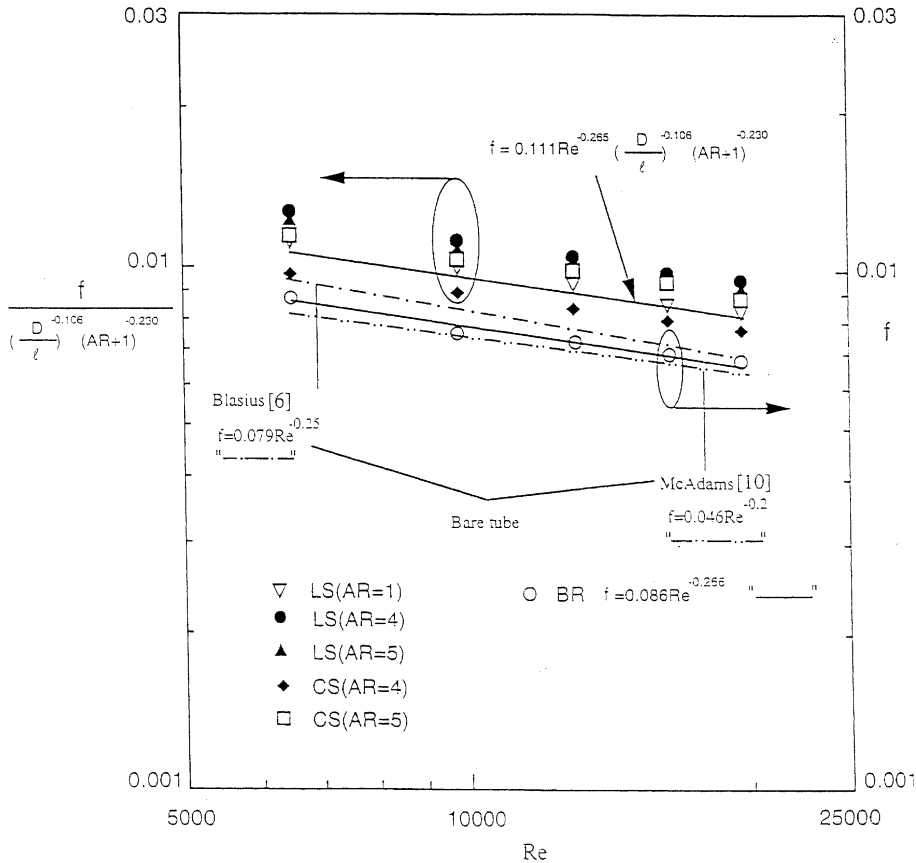 0.03
0.03
f = 0.111Re^-0.265 (D/ℓ)^-0.106 (AR+1)^-0.230
0.01
0.01
f
(D/ℓ)^-0.106 (AR+1)^-0.230
f
Blasius[6]
f=0.079Re^-0.25
"—·—·—"
McAdams[10]
f=0.046Re^-0.2
"—··—··—"
Bare tube
▽ LS(AR=1)
○ BR f=0.086Re^-0.256 "———"
● LS(AR=4)
▲ LS(AR=5)
◆ CS(AR=4)
□ CS(AR=5)
0.001
0.001
5000
10000
25000
Re